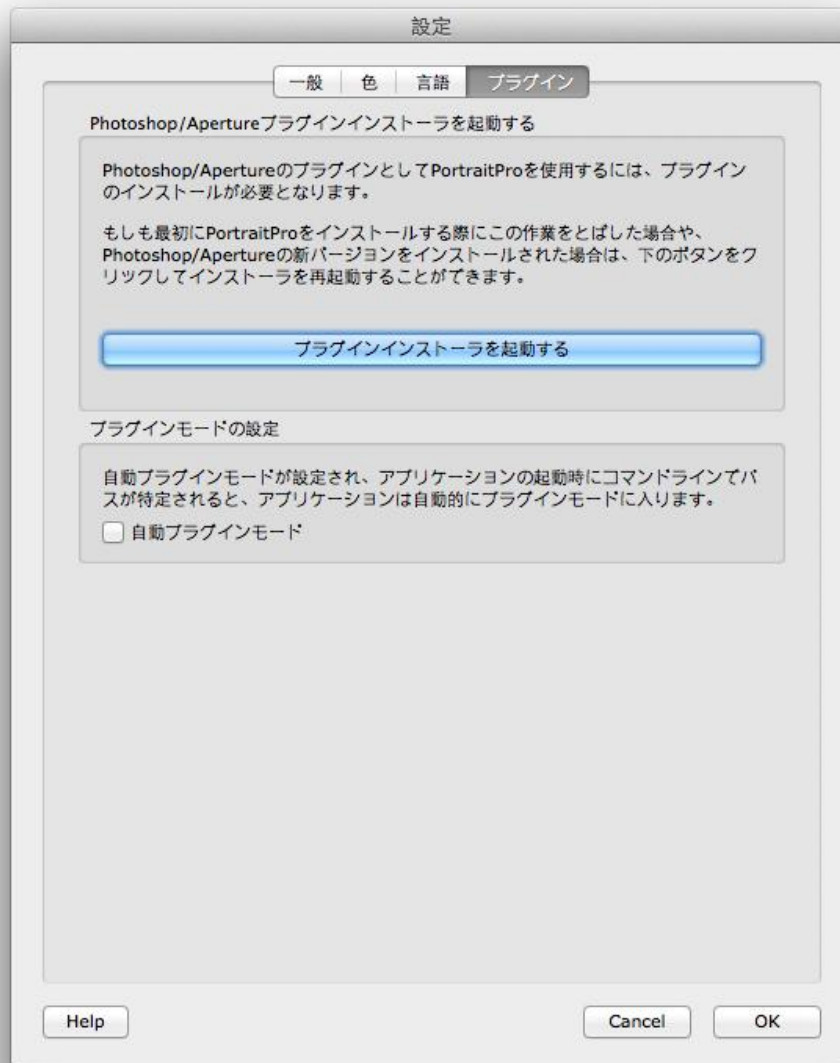 設定
一般 色 言語 プラグイン
Photoshop/Apertureプラグインインストーラを起動する
Photoshop/ApertureのプラグインとしてPortraitProを使用するには、プラグイン
のインストールが必要となります。
もしも最初にPortraitProをインストールする際にこの作業をとばした場合や、
Photoshop/Apertureの新バージョンをインストールされた場合は、下のボタンをク
リックしてインストーラを再起動することができます。
プラグインインストーラを起動する
プラグインモードの設定
自動プラグインモードが設定され、アプリケーションの起動時にコマンドラインでパ
スが特定されると、アプリケーションは自動的にプラグインモードに入ります。
自動プラグインモード
Help Cancel OK